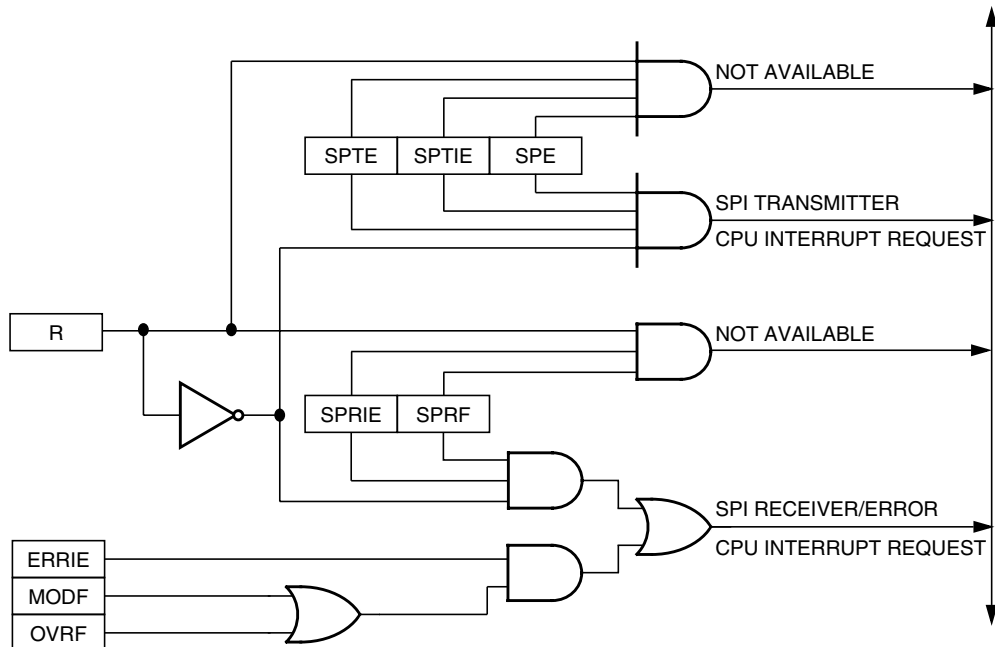 NOT AVAILABLE
SPTE SPTIE SPE
SPI TRANSMITTER
CPU INTERRUPT REQUEST
R
NOT AVAILABLE
SPRIE SPRF
SPI RECEIVER/ERROR
CPU INTERRUPT REQUEST
ERRIE
MODF
OVRF